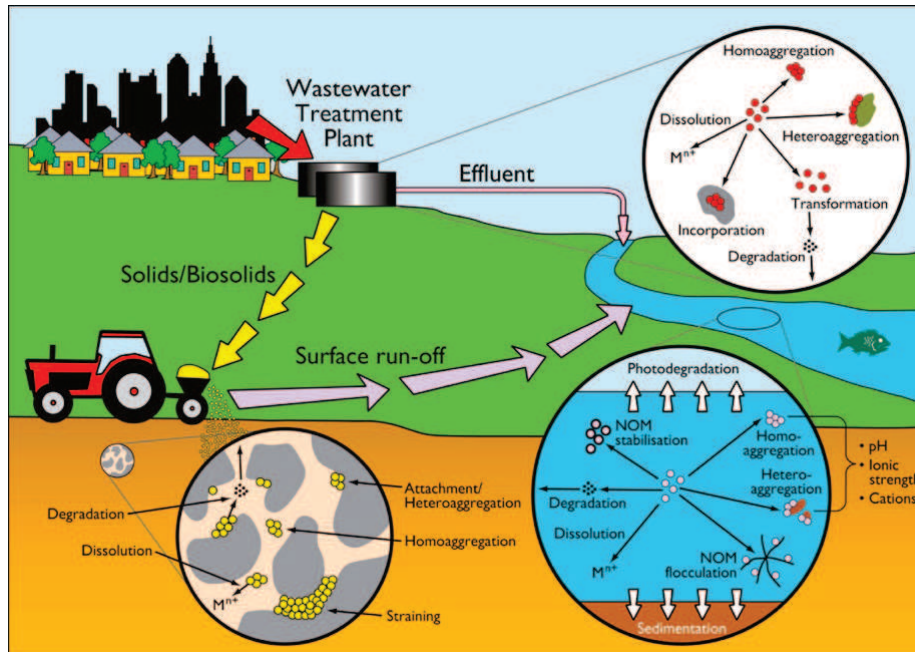 Wastewater
Treatment
Plant
Effluent
Solids/Biosolids
Surface run-off
Homoaggregation
Dissolution
Mⁿ⁺
Heteroaggregation
Incorporation
Transformation
Degradation
Photodegradation
NOM
stabilisation
Homo-
aggregation
Hetero-
aggregation
• pH
• Ionic
strength
• Cations
Degradation
Dissolution
Mⁿ⁺
NOM
flocculation
Sedimentation
Attachment/
Heteroaggregation
Degradation
Homoaggregation
Dissolution
Mⁿ⁺
Straining